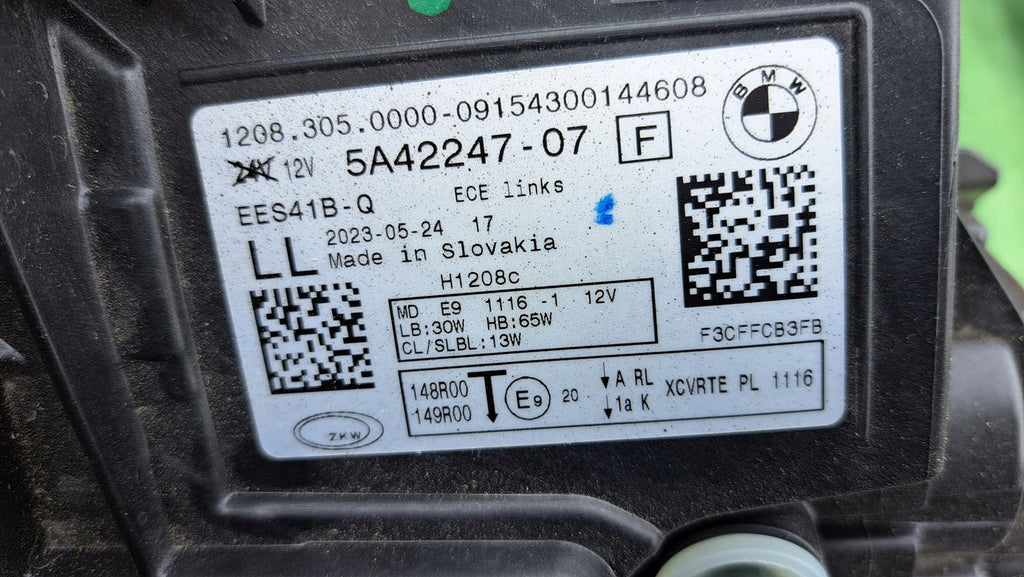 1208.305.0000-09154300144608
BMW
24V 12V 5A42247-07 F
EES41B-Q ECE links
2023-05-24 17
LL Made in Slovakia
H1208c
MD E9 1116 -1 12V
LB:30W HB:65W
CL/SLBL:13W
F3CFFCB3FB
148R00 E9 20 A RL XCVRTE PL 1116
149R00 1a K
ZKW